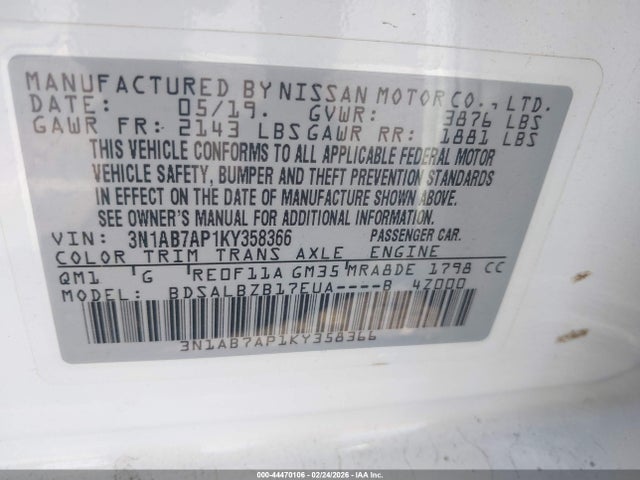 MANUFACTURED BY NISSAN MOTOR CO., LTD.
DATE: 05/19. GVWR: 3876 LBS
GAWR FR: 2143 LBS GAWR RR: 1881 LBS
THIS VEHICLE CONFORMS TO ALL APPLICABLE FEDERAL MOTOR
VEHICLE SAFETY, BUMPER AND THEFT PREVENTION STANDARDS
IN EFFECT ON THE DATE OF MANUFACTURE SHOWN ABOVE.
SEE OWNER'S MANUAL FOR ADDITIONAL INFORMATION.
VIN: 3N1AB7AP1KY358366 PASSENGER CAR.
COLOR TRIM TRANS AXLE ENGINE
QM1 G RE0F11A GM35 MRA8DE 1798 CC
MODEL: BDSALBZB17EUA----B 4Z000
3N1AB7AP1KY358366
000-44470106 - 02/24/2026 - Copyright © IAA, LLC.